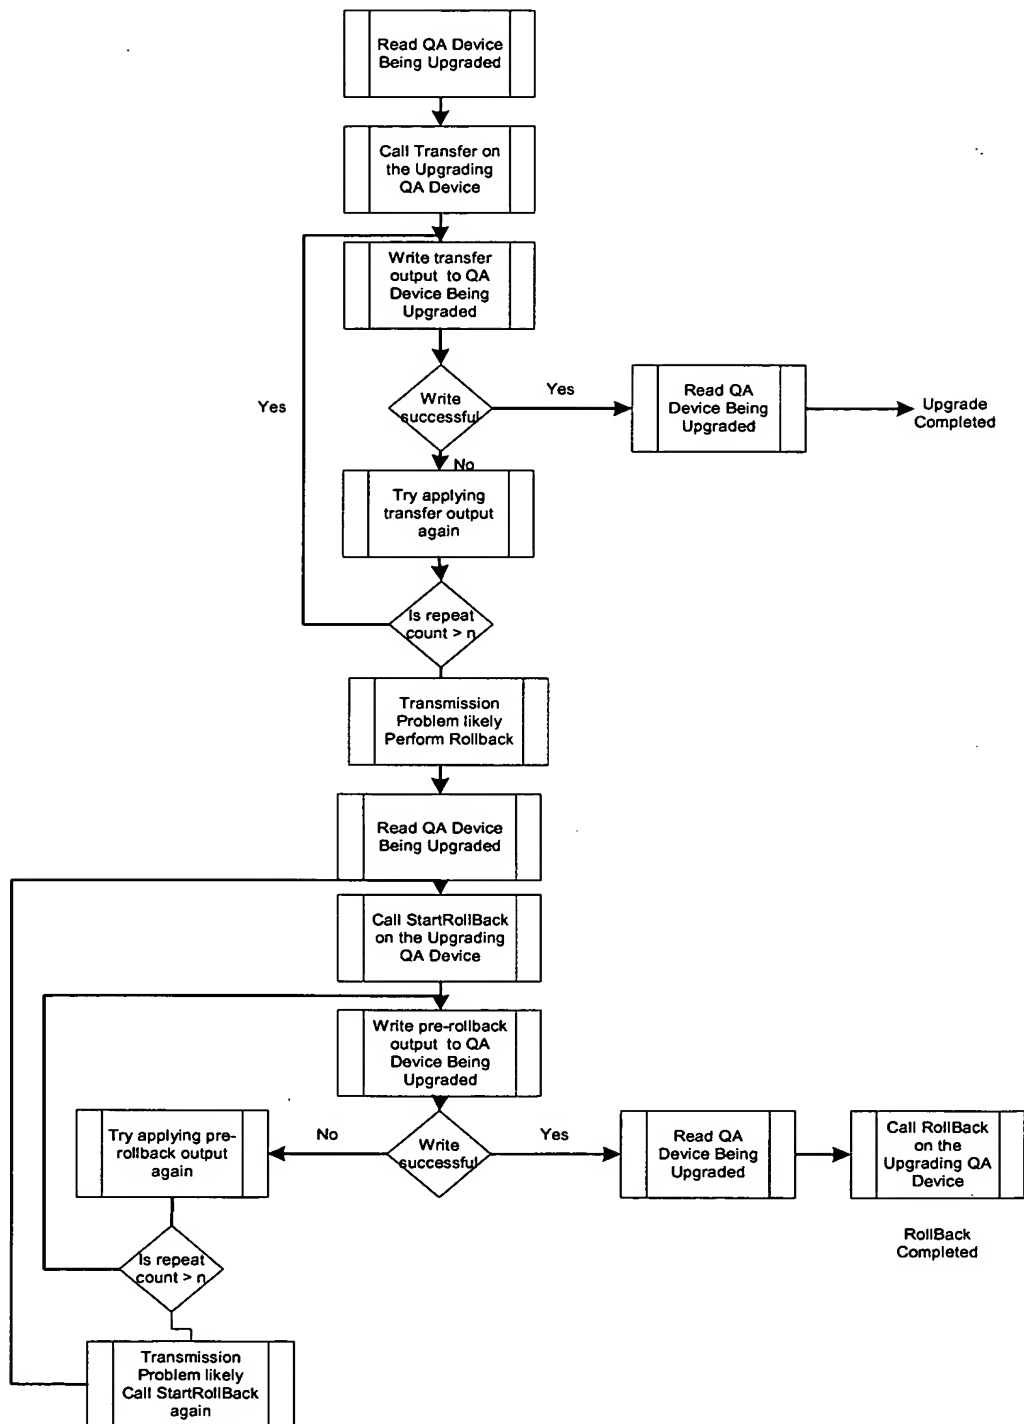 Read QA Device
Being Upgraded
Call Transfer on
the Upgrading
QA Device
Write transfer
output to QA
Device Being
Upgraded
Yes
Write
successful
Yes
Read QA
Device Being
Upgraded
Upgrade
Completed
No
Try applying
transfer output
again
Is repeat
count > n
Transmission
Problem likely
Perform Rollback
Read QA Device
Being Upgraded
Call StartRollBack
on the Upgrading
QA Device
Write pre-rollback
output to QA
Device Being
Upgraded
Try applying pre-
rollback output
again
No
Write
successful
Yes
Read QA
Device Being
Upgraded
Call RollBack
on the
Upgrading QA
Device
RollBack
Completed
Is repeat
count > n
Transmission
Problem likely
Call StartRollBack
again